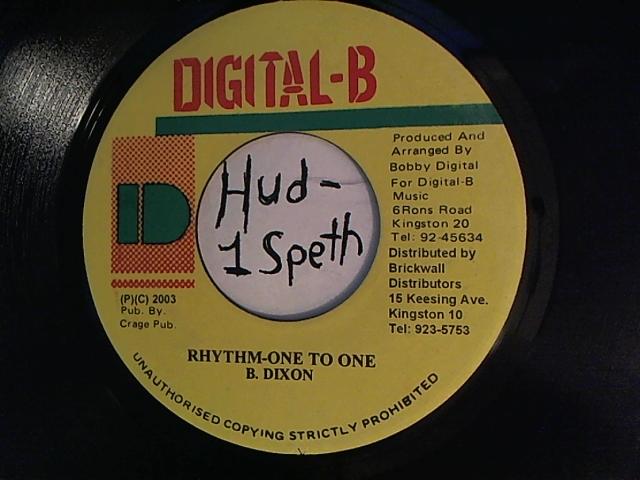 DIGITAL-B
Produced And
Arranged By
Bobby Digital
For Digital-B
Music
6Rons Road
Kingston 20
Tel: 92-45634
Distributed by
Brickwall
Distributors
15 Keesing Ave.
Kingston 10
Tel: 923-5753
Hud-
1 Speth
D
(P)(C) 2003
Pub. By.
Crage Pub.
RHYTHM-ONE TO ONE
B. DIXON
UNAUTHORISED COPYING STRICTLY PROHIBITED